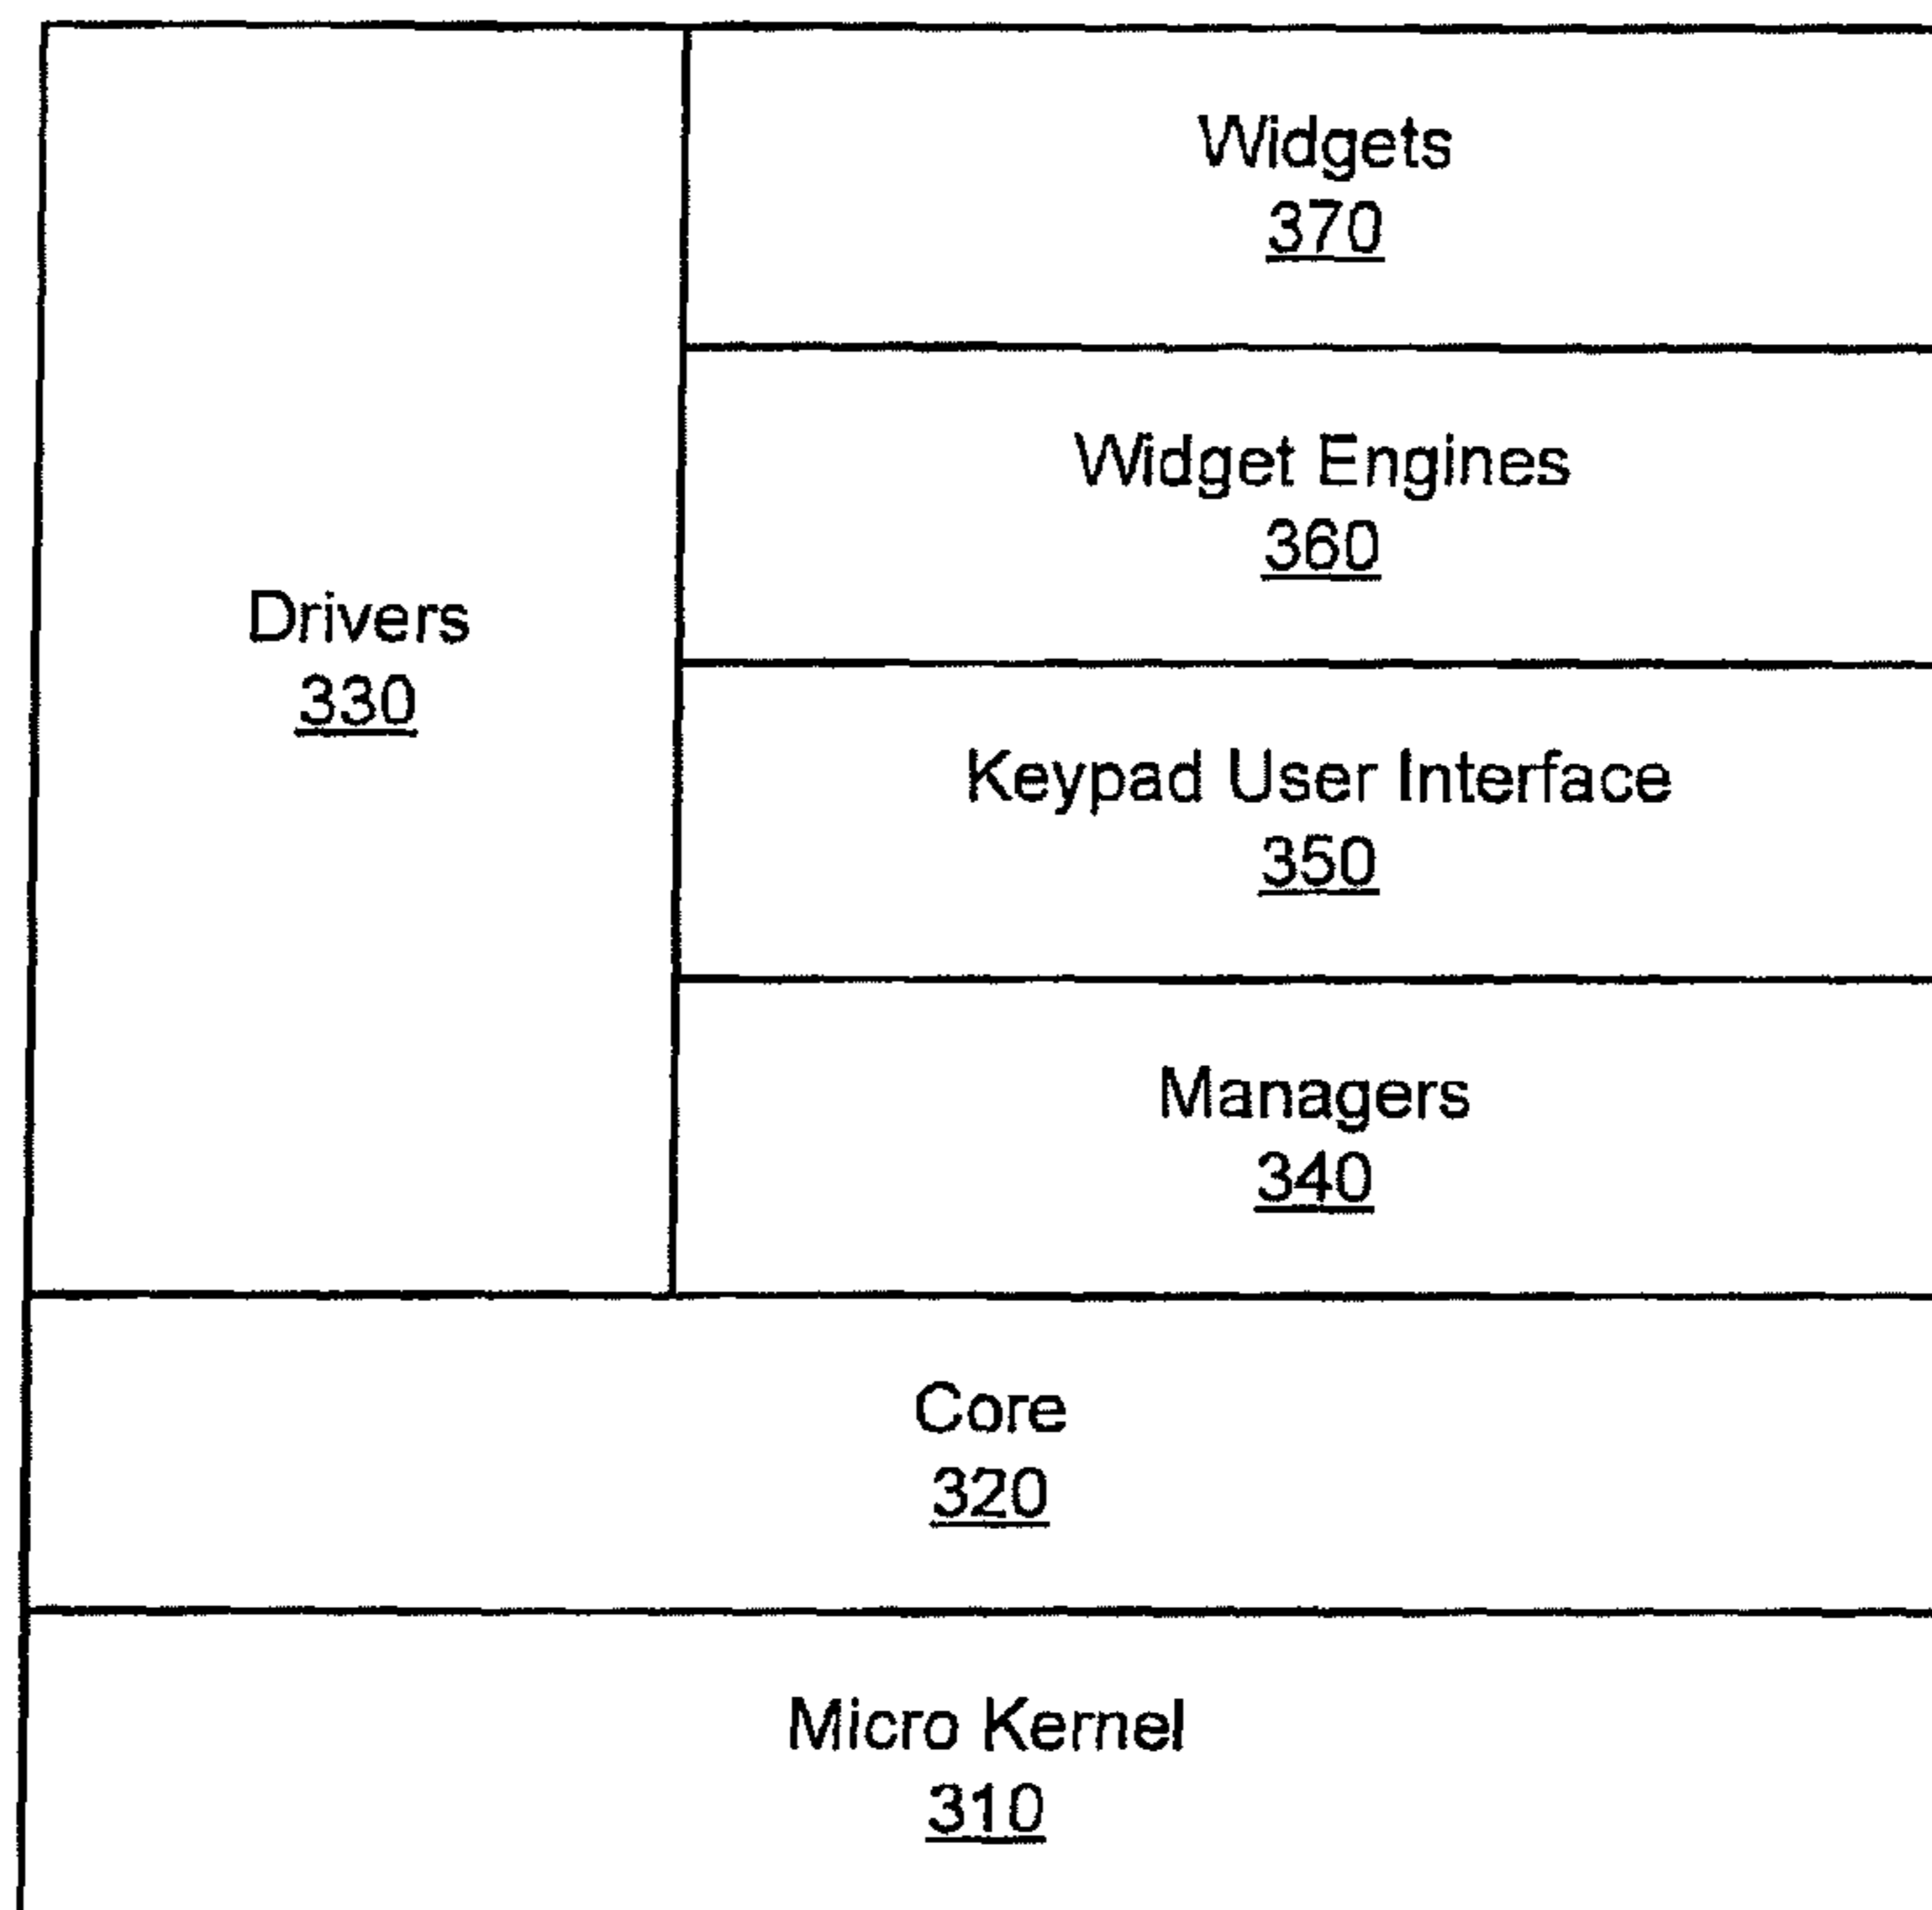 Widgets
370
Widget Engines
360
Drivers
330
Keypad User Interface
350
Managers
340
Core
320
Micro Kernel
310